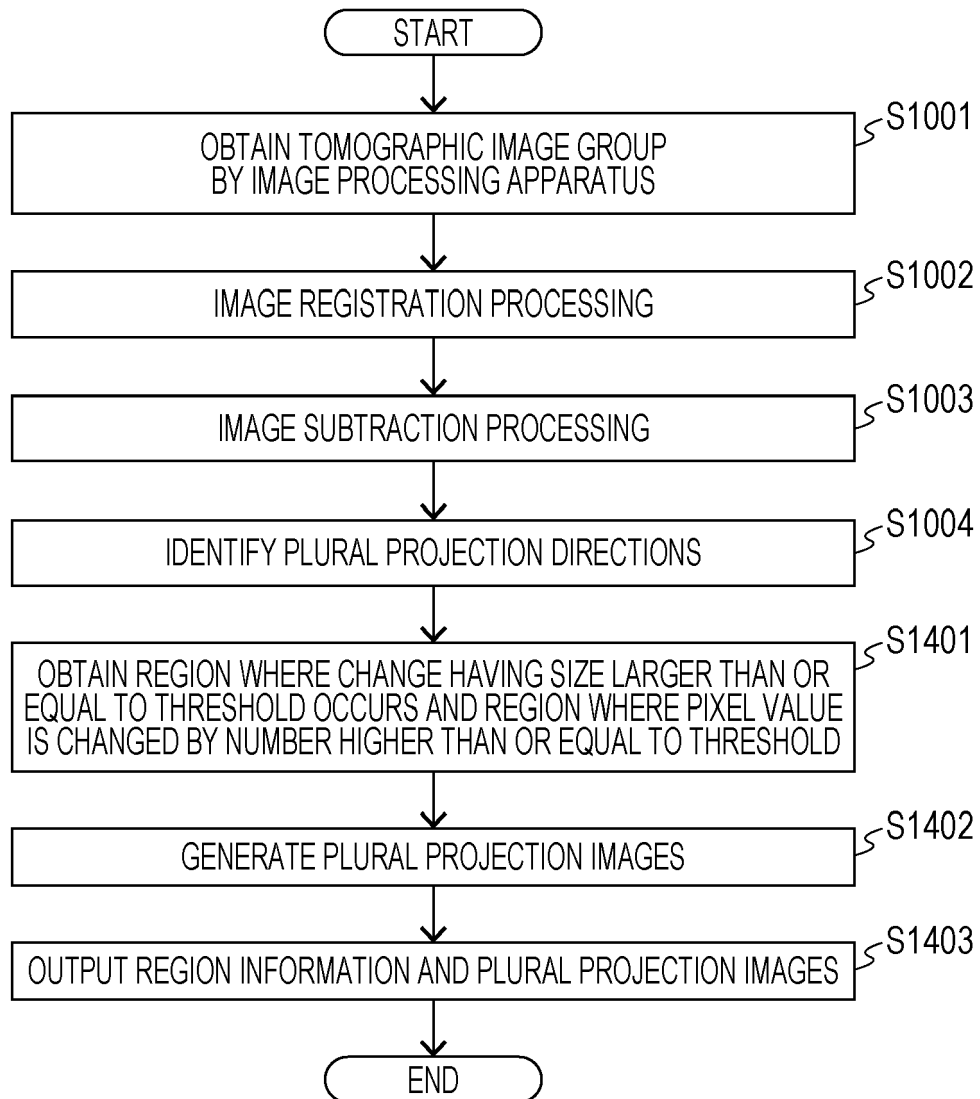 START
S1001
OBTAIN TOMOGRAPHIC IMAGE GROUP
BY IMAGE PROCESSING APPARATUS
S1002
IMAGE REGISTRATION PROCESSING
S1003
IMAGE SUBTRACTION PROCESSING
S1004
IDENTIFY PLURAL PROJECTION DIRECTIONS
S1401
OBTAIN REGION WHERE CHANGE HAVING SIZE LARGER THAN OR
EQUAL TO THRESHOLD OCCURS AND REGION WHERE PIXEL VALUE
IS CHANGED BY NUMBER HIGHER THAN OR EQUAL TO THRESHOLD
S1402
GENERATE PLURAL PROJECTION IMAGES
S1403
OUTPUT REGION INFORMATION AND PLURAL PROJECTION IMAGES
END